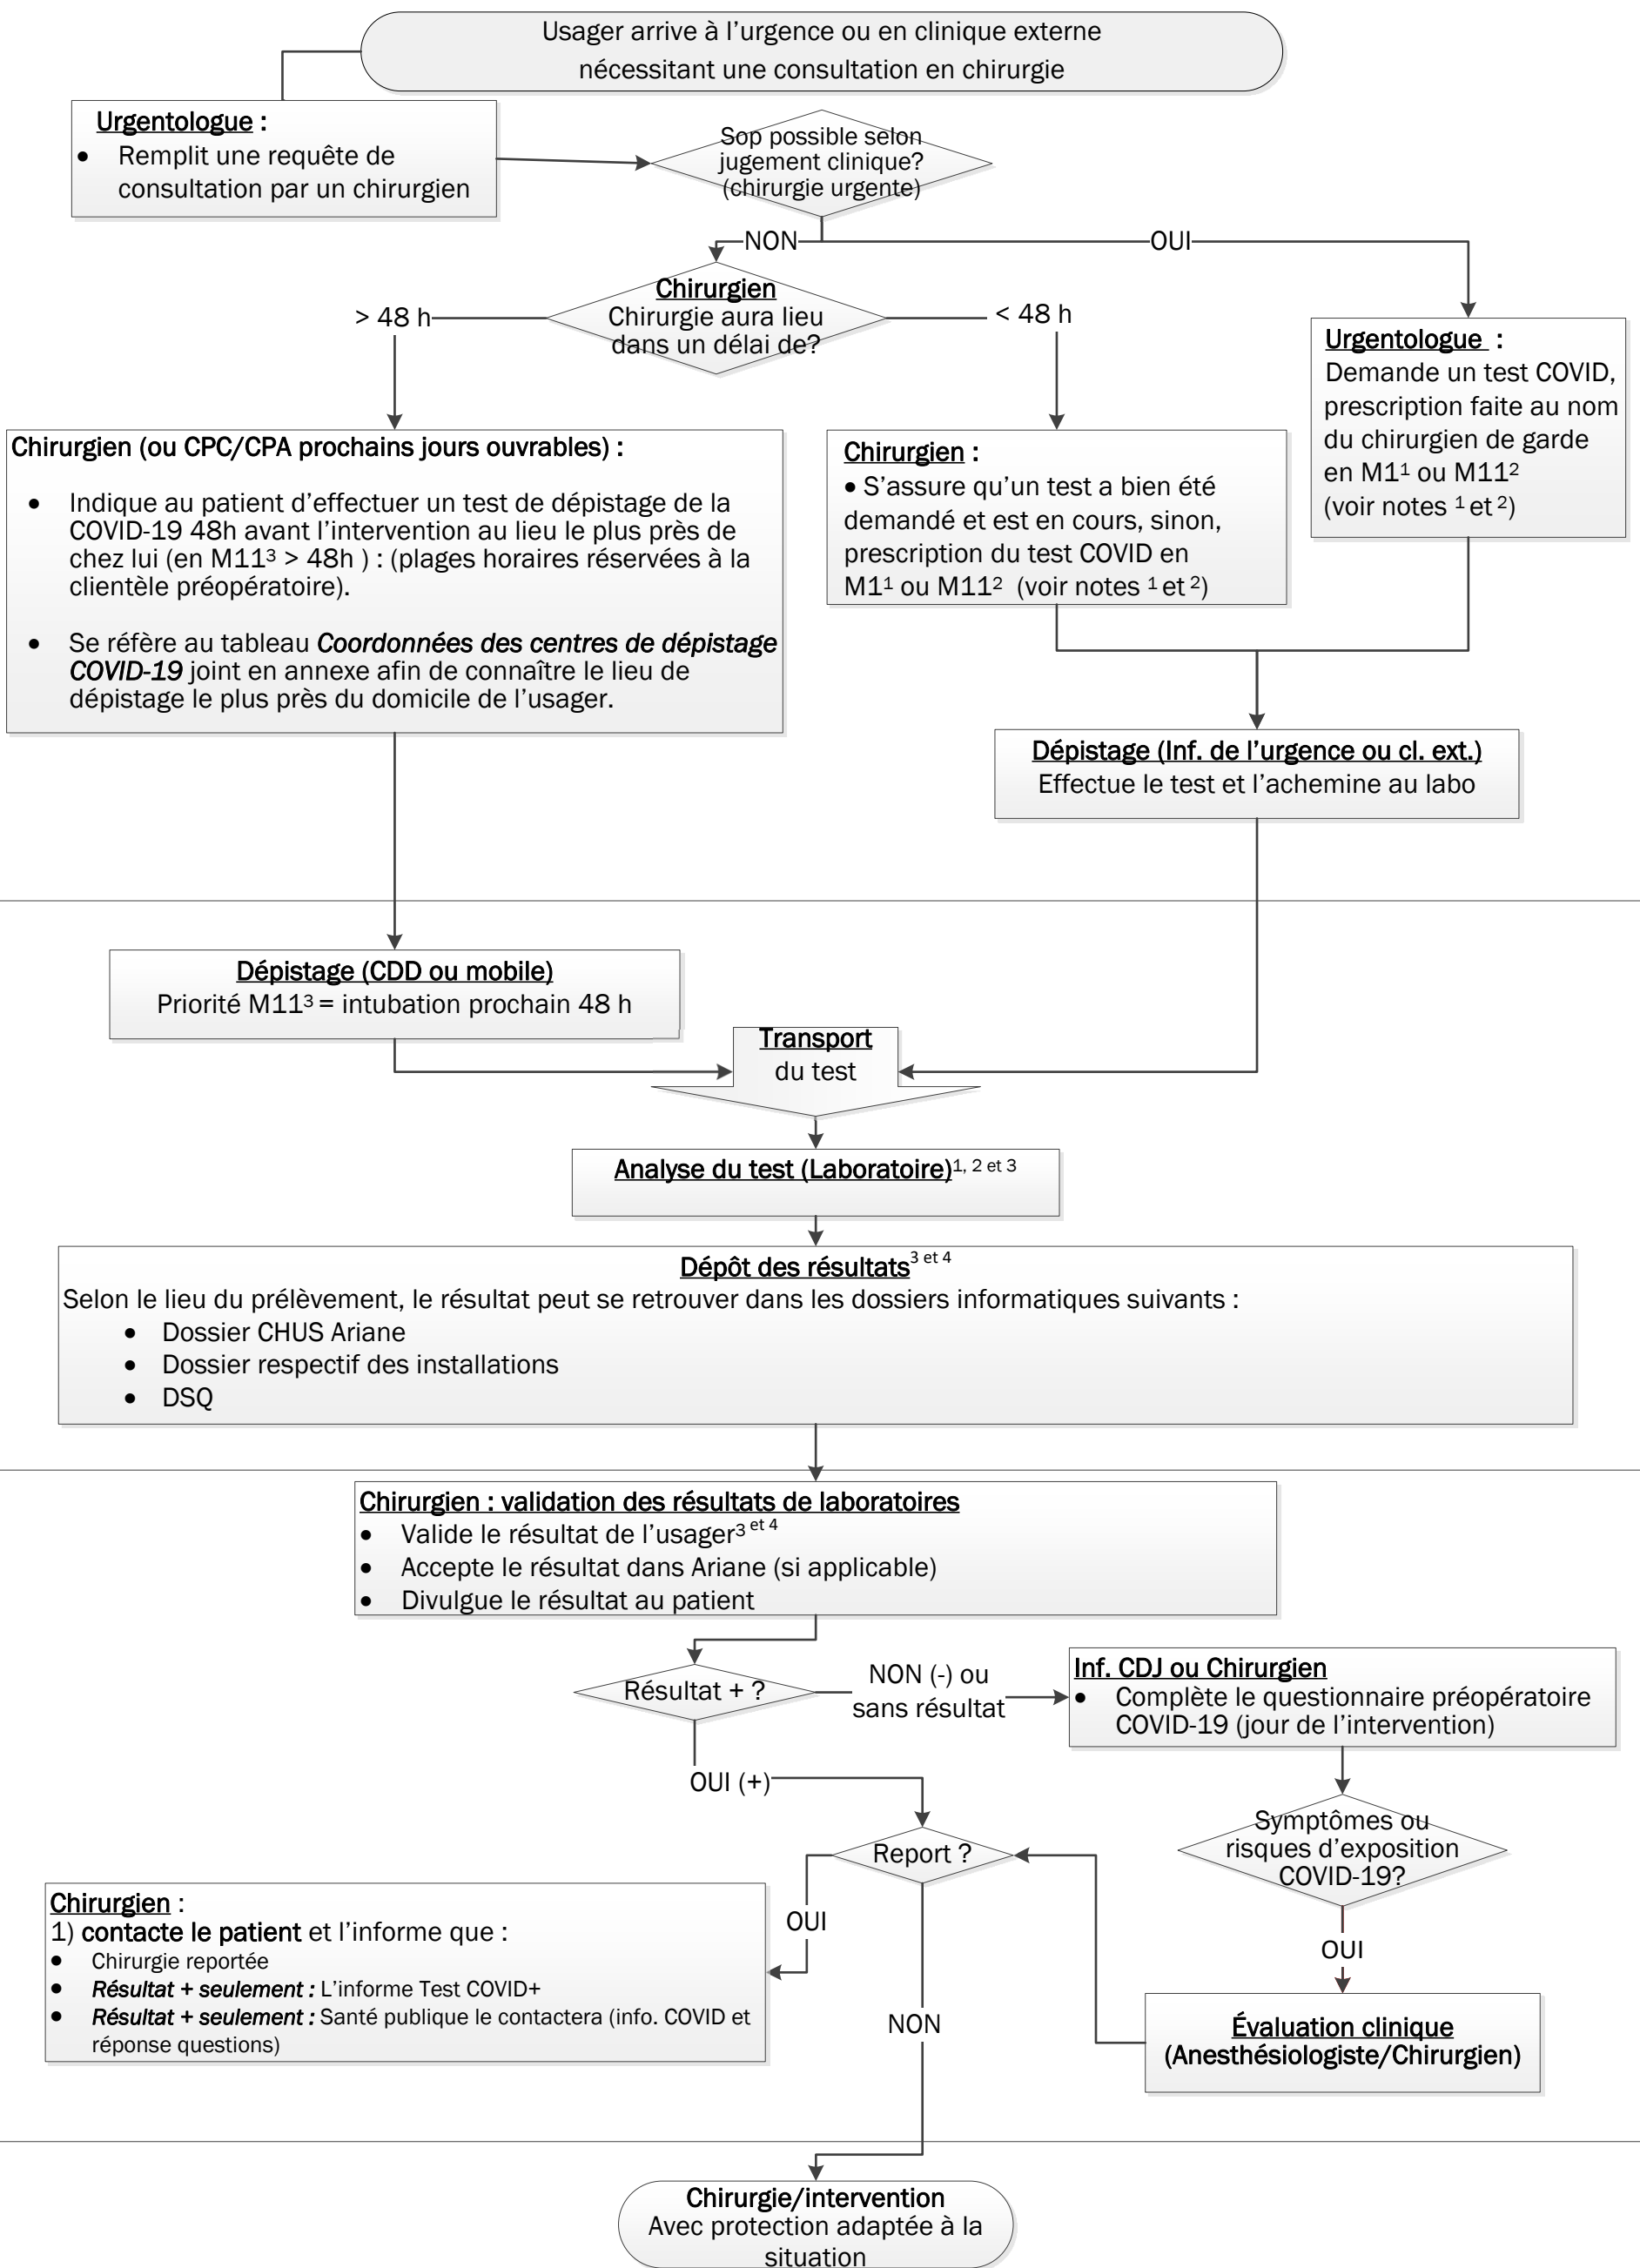 Usager arrive à l’urgence ou en clinique externe
nécessitant une consultation en chirurgie
Urgentologue :
• Remplit une requête de
consultation par un chirurgien
Sop possible selon
jugement clinique?
(chirurgie urgente)
NON
OUI
Chirurgien
Chirurgie aura lieu
dans un délai de?
> 48 h
< 48 h
Urgentologue :
Demande un test COVID,
prescription faite au nom
du chirurgien de garde
en M1¹ ou M11²
(voir notes ¹ et ²)
Chirurgien (ou CPC/CPA prochains jours ouvrables) :
• Indique au patient d’effectuer un test de dépistage de la
COVID-19 48h avant l’intervention au lieu le plus près de
chez lui (en M11³ > 48h ) : (plages horaires réservées à la
clientèle préopératoire).
• Se réfère au tableau Coordonnées des centres de dépistage
COVID-19 joint en annexe afin de connaître le lieu de
dépistage le plus près du domicile de l’usager.
Chirurgien :
• S’assure qu’un test a bien été
demandé et est en cours, sinon,
prescription du test COVID en
M1¹ ou M11² (voir notes ¹ et ²)
Dépistage (Inf. de l’urgence ou cl. ext.)
Effectue le test et l’achemine au labo
Dépistage (CDD ou mobile)
Priorité M11³ = intubation prochain 48 h
Transport
du test
Analyse du test (Laboratoire)1, 2 et 3
Dépôt des résultats3 et 4
Selon le lieu du prélèvement, le résultat peut se retrouver dans les dossiers informatiques suivants :
• Dossier CHUS Ariane
• Dossier respectif des installations
• DSQ
Chirurgien : validation des résultats de laboratoires
• Valide le résultat de l’usager3 et 4
• Accepte le résultat dans Ariane (si applicable)
• Divulgue le résultat au patient
Résultat + ?
NON (-) ou
sans résultat
Inf. CDJ ou Chirurgien
• Complète le questionnaire préopératoire
COVID-19 (jour de l’intervention)
OUI (+)
Symptômes ou
risques d’exposition
COVID-19?
Report ?
OUI
Chirurgien :
1) contacte le patient et l’informe que :
• Chirurgie reportée
• Résultat + seulement : L’informe Test COVID+
• Résultat + seulement : Santé publique le contactera (info. COVID et
réponse questions)
OUI
NON
Évaluation clinique
(Anesthésiologiste/Chirurgien)
Chirurgie/intervention
Avec protection adaptée à la
situation